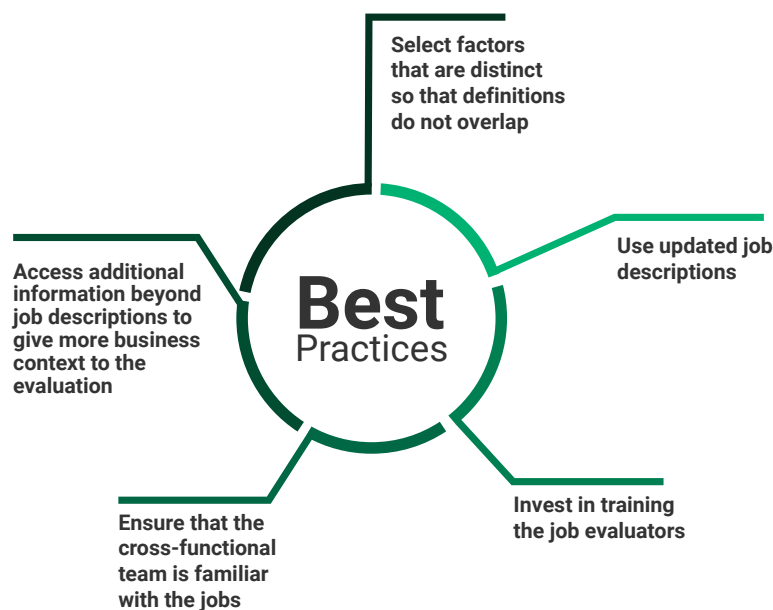 Select factors
that are distinct
so that definitions
do not overlap
Use updated job
descriptions
Invest in training
the job evaluators
Ensure that the
cross-functional
team is familiar
with the jobs
Access additional
information beyond
job descriptions to
give more business
context to the
evaluation
Best
Practices